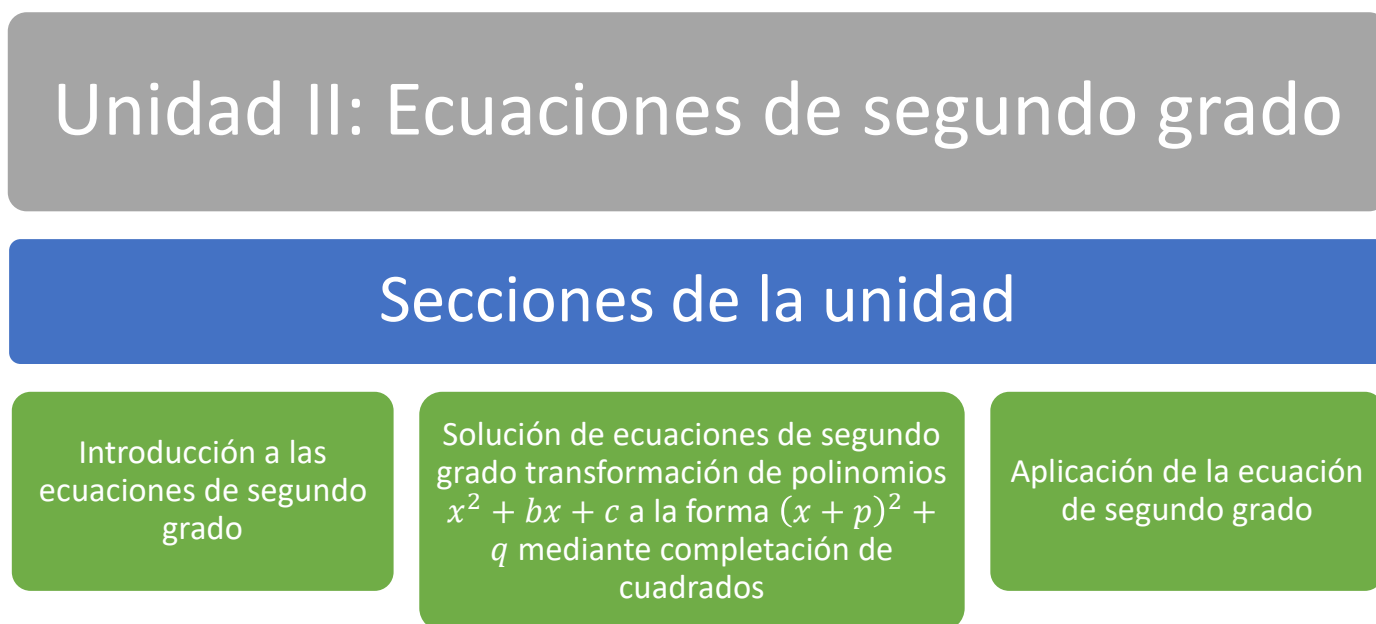 Unidad II: Ecuaciones de segundo grado
Secciones de la unidad
Introducción a las
ecuaciones de segundo
grado
Solución de ecuaciones de segundo
grado transformación de polinomios
𝑥² + 𝑏𝑥 + 𝑐 a la forma (𝑥 + 𝑝)² +
𝑞 mediante completación de
cuadrados
Aplicación de la ecuación
de segundo grado